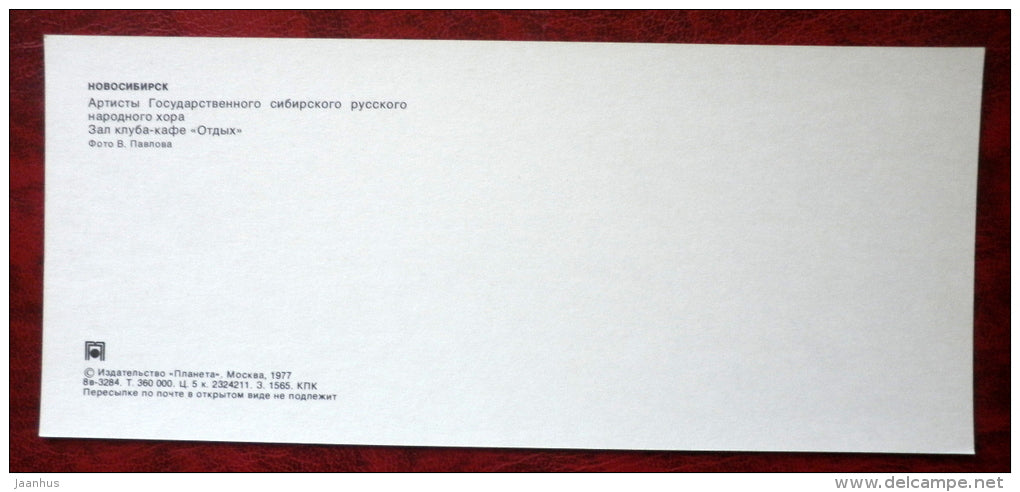 НОВОСИБИРСК
Артисты Государственного сибирского русского
народного хора
Зал клуба-кафе «Отдых»
Фото В. Павлова
© Издательство «Планета». Москва, 1977
8в-3284. Т. 360 000. Ц. 5 к. 2324211. З. 1565. КПК
Пересылке по почте в открытом виде не подлежит
Jaanhus
www.delcampe.net